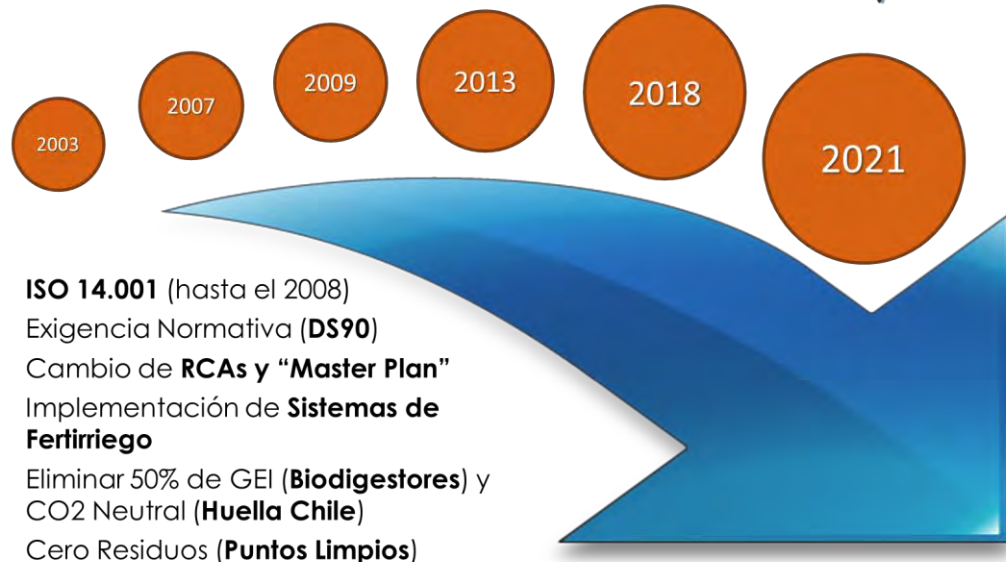 2003
2007
2009
2013
2018
2021
ISO 14.001 (hasta el 2008)
Exigencia Normativa (DS90)
Cambio de RCAs y “Master Plan”
Implementación de Sistemas de
Fertirriego
Eliminar 50% de GEI (Biodigestores) y
CO2 Neutral (Huella Chile)
Cero Residuos (Puntos Limpios)